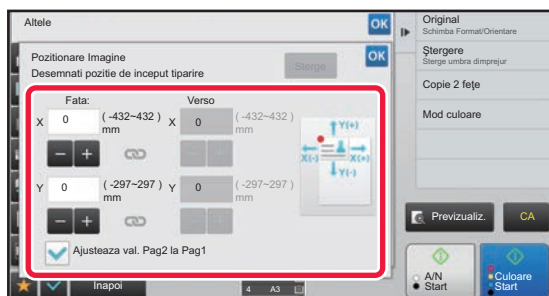 Altele
OK
Pozitionare Imagine
Desemnati pozitie de inceput tiparire
Sterge
OK
Fata:
Verso
X
0
(-432~432)
mm
X
0
(-432~432)
mm
Y
0
(-297~297)
mm
Y
0
(-297~297)
mm
Y(+)
X(-)
X(+)
Y(-)
Ajusteaza val. Pag2 la Pag1
Inapoi
4 A3
Original
Schimba Format/Orientare
Ştergere
Sterge umbra dimprejur
Copie 2 feţe
Mod culoare
Previzualiz.
CA
A/N
Start
Culoare
Start